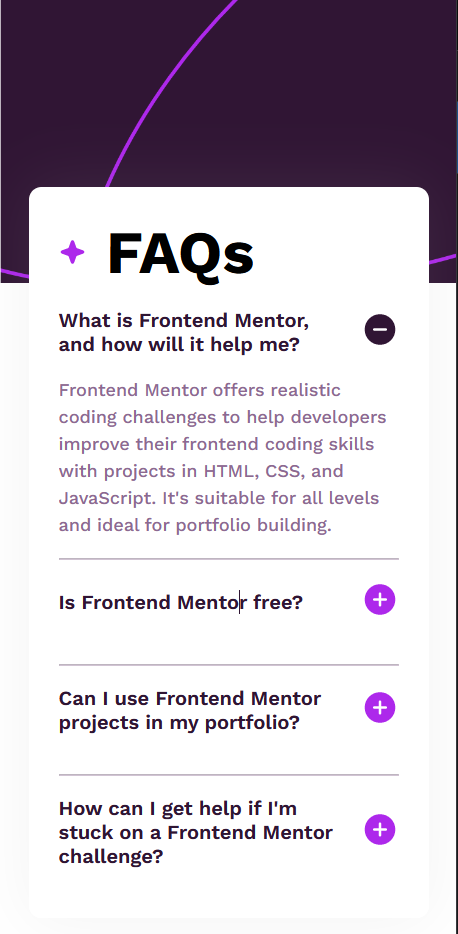 FAQs
What is Frontend Mentor,
and how will it help me?
Frontend Mentor offers realistic
coding challenges to help developers
improve their frontend coding skills
with projects in HTML, CSS, and
JavaScript. It's suitable for all levels
and ideal for portfolio building.
Is Frontend Mentor free?
Can I use Frontend Mentor
projects in my portfolio?
How can I get help if I'm
stuck on a Frontend Mentor
challenge?